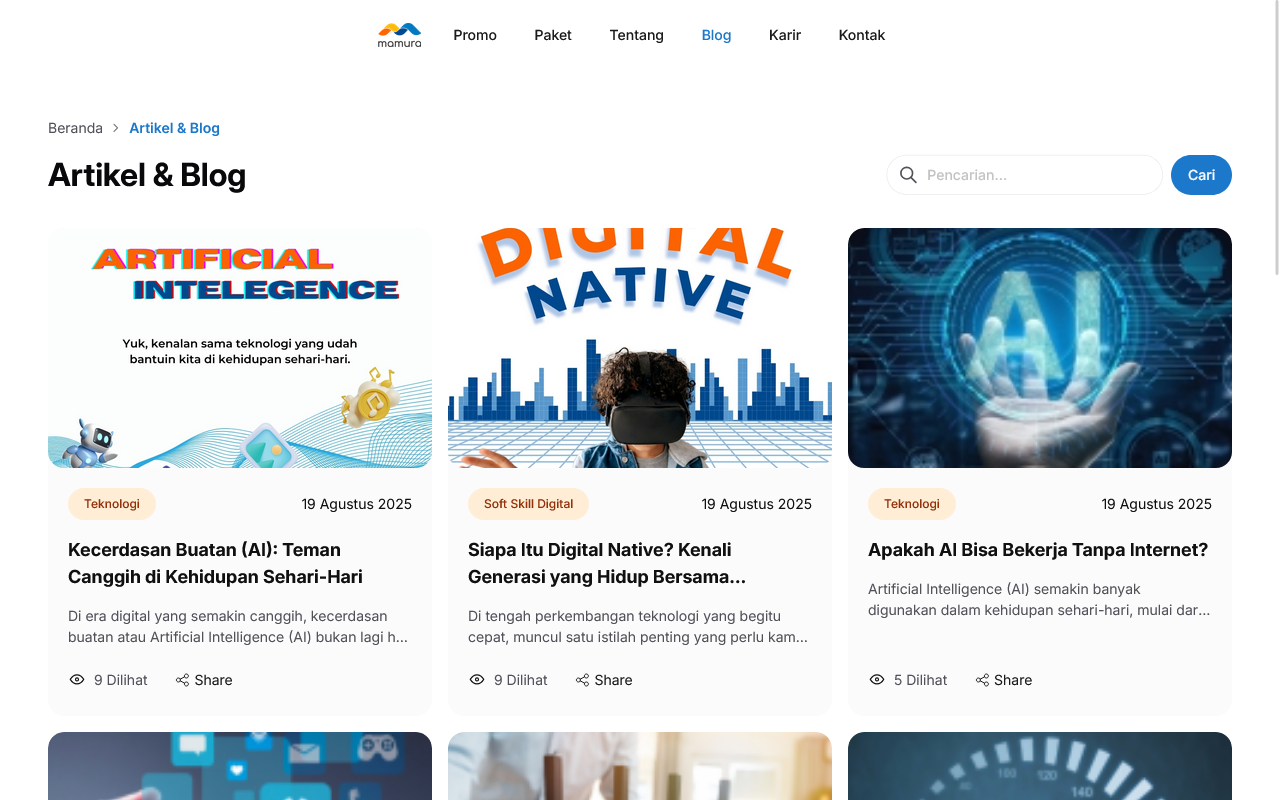 mamura
Promo
Paket
Tentang
Blog
Karir
Kontak
Beranda
Artikel & Blog
Artikel & Blog
Pencarian...
Cari
ARTIFICIAL
INTELEGENCE
Yuk, kenalan sama teknologi yang udah
bantuin kita di kehidupan sehari-hari.
DIGITAL
NATIVE
AI
Teknologi
19 Agustus 2025
Kecerdasan Buatan (AI): Teman
Canggih di Kehidupan Sehari-Hari
Di era digital yang semakin canggih, kecerdasan
buatan atau Artificial Intelligence (AI) bukan lagi h...
9 Dilihat
Share
Soft Skill Digital
19 Agustus 2025
Siapa Itu Digital Native? Kenali
Generasi yang Hidup Bersama...
Di tengah perkembangan teknologi yang begitu
cepat, muncul satu istilah penting yang perlu kam...
9 Dilihat
Share
Teknologi
19 Agustus 2025
Apakah AI Bisa Bekerja Tanpa Internet?
Artificial Intelligence (AI) semakin banyak
digunakan dalam kehidupan sehari-hari, mulai dar...
5 Dilihat
Share
100
120
140